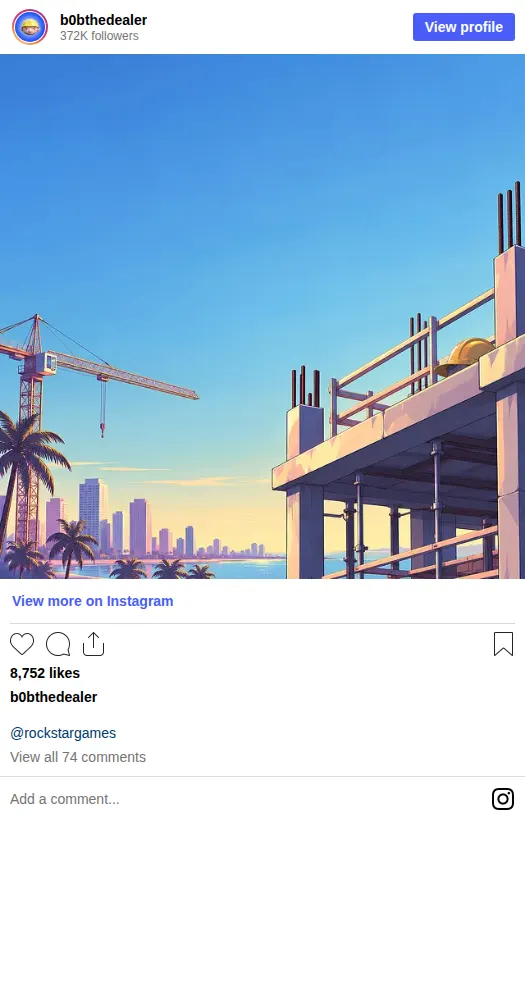 b0bthedealer
372K followers
View profile
View more on Instagram
8,752 likes
b0bthedealer
@rockstargames
View all 74 comments
Add a comment...